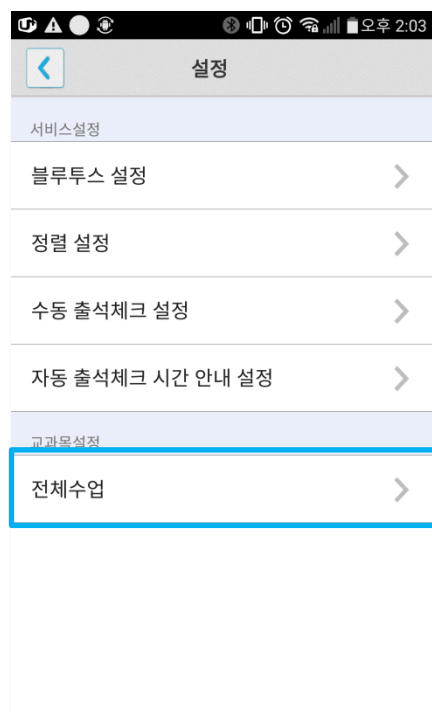 오후 2:03
설정
서비스설정
블루투스 설정
정렬 설정
수동 출석체크 설정
자동 출석체크 시간 안내 설정
교과목설정
전체수업